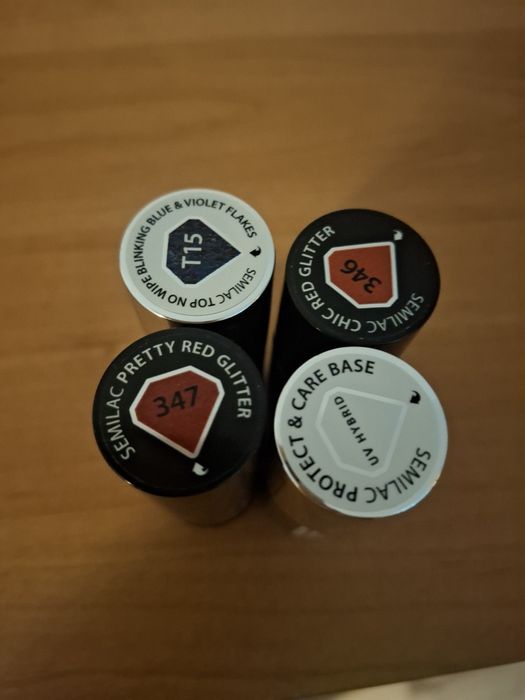 SEMILAC TOP NO WIPE BLINKING BLUE & VIOLET FLAKES
T15
SEMILAC CHIC RED GLITTER
346
SEMILAC PRETTY RED GLITTER
347
SEMILAC PROTECT & CARE BASE
UV HYBRID